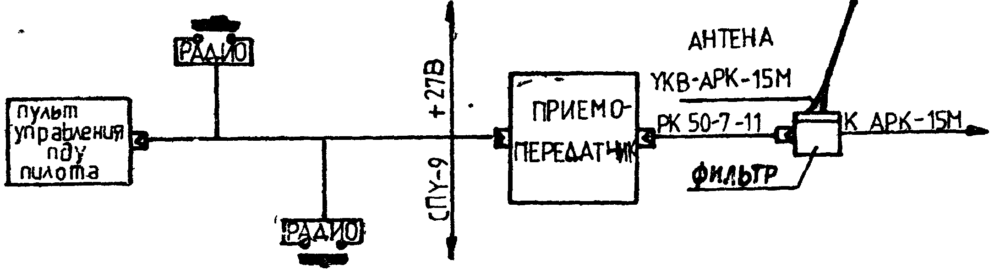 РАДИО
АНТЕНА
УКВ-АРК-15М
пульт
управления
пду
пилота
+27В
СПУ-9
ПРИЕМО-
ПЕРЕДАТЧИК
РК 50-7-11
К АРК-15М
ФИЛЬТР
РАДИО